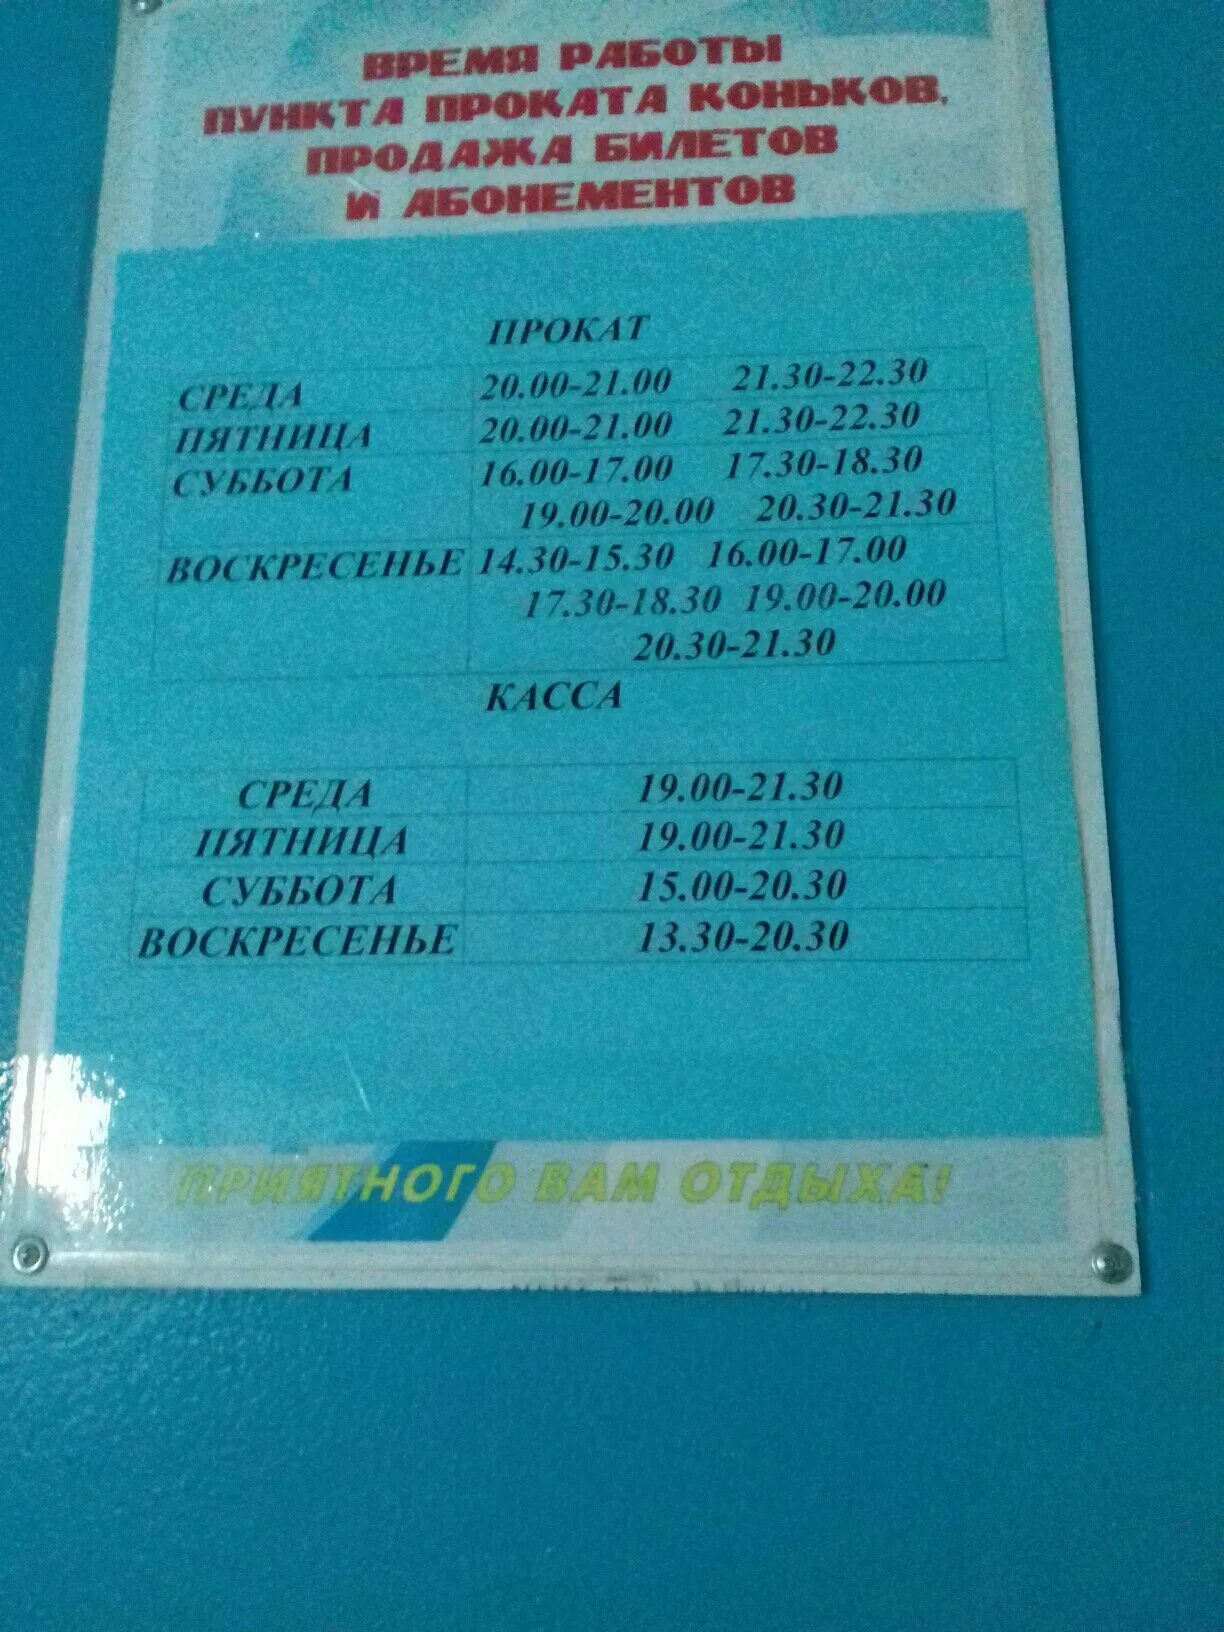 ВРЕМЯ РАБОТЫ
ПУНКТА ПРОКАТА КОНЬКОВ,
ПРОДАЖА БИЛЕТОВ
И АБОНЕМЕНТОВ
ПРОКАТ
СРЕДА 20.00-21.00 21.30-22.30
ПЯТНИЦА 20.00-21.00 21.30-22.30
СУББОТА 16.00-17.00 17.30-18.30
19.00-20.00 20.30-21.30
ВОСКРЕСЕНЬЕ 14.30-15.30 16.00-17.00
17.30-18.30 19.00-20.00
20.30-21.30
КАССА
СРЕДА 19.00-21.30
ПЯТНИЦА 19.00-21.30
СУББОТА 15.00-20.30
ВОСКРЕСЕНЬЕ 13.30-20.30
ПРИЯТНОГО ВАМ ОТДЫХА!